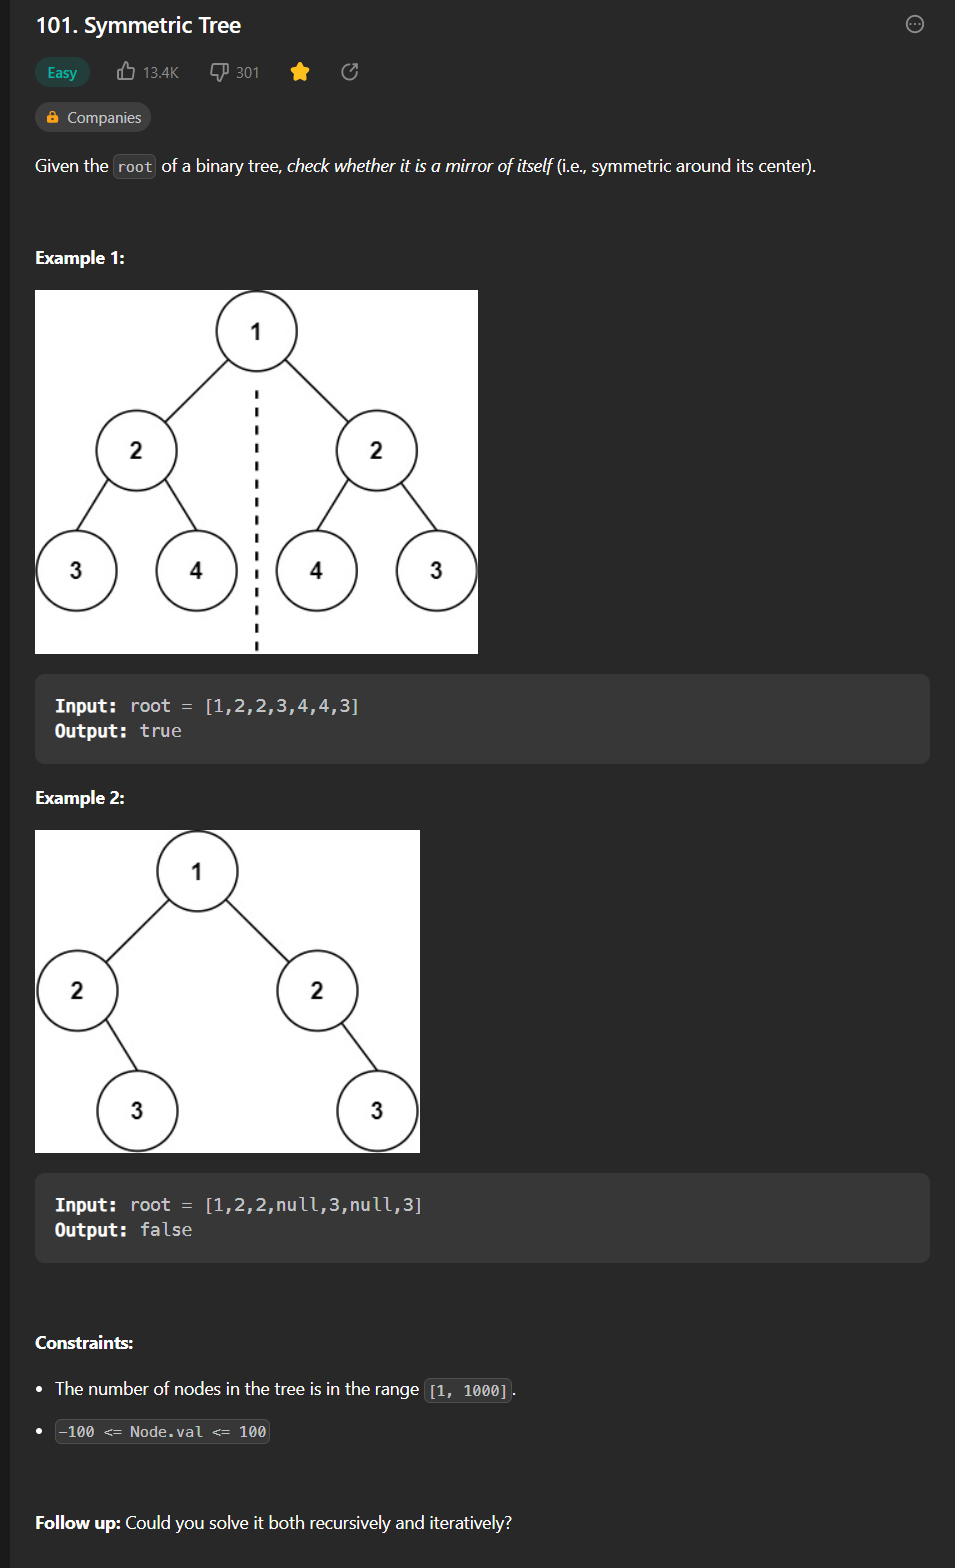 101. Symmetric Tree
Easy 13.4K 301
Companies
Given the root of a binary tree, check whether it is a mirror of itself (i.e., symmetric around its center).
Example 1:
1
2 2
3 4 4 3
Input: root = [1,2,2,3,4,4,3]
Output: true
Example 2:
1
2 2
3 3
Input: root = [1,2,2,null,3,null,3]
Output: false
Constraints:
• The number of nodes in the tree is in the range [1, 1000].
• -100 <= Node.val <= 100
Follow up: Could you solve it both recursively and iteratively?